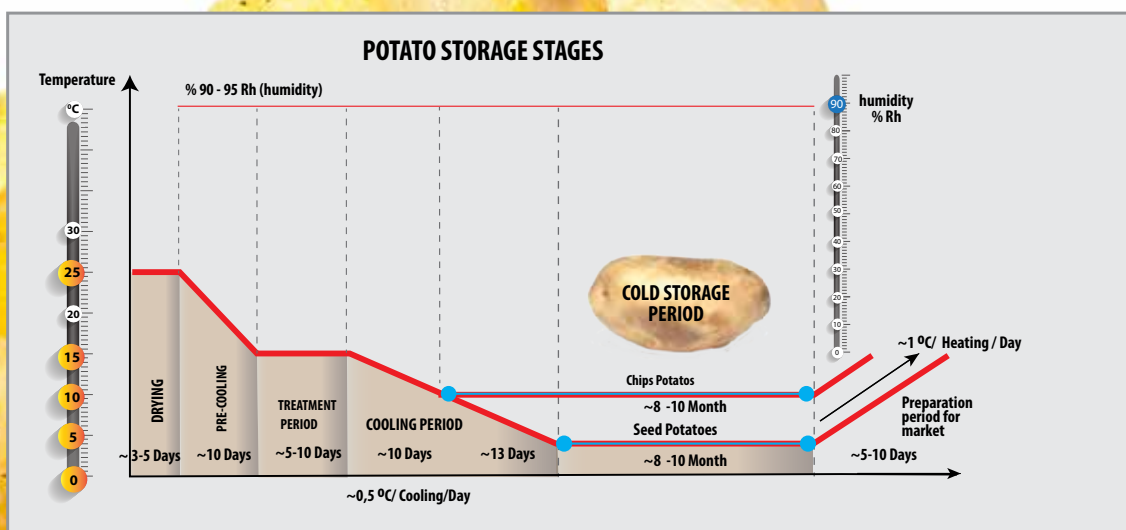 POTATO STORAGE STAGES
Temperature
% 90 - 95 Rh (humidity)
ºC
30
25
20
15
10
5
0
90
80
70
60
50
40
30
20
10
0
humidity
% Rh
COLD STORAGE
PERIOD
~1 ºC/ Heating / Day
Chips Potatos
~8 -10 Month
Seed Potatoes
~8 -10 Month
Preparation
period for
market
~5-10 Days
DRYING
~ 3-5 Days
PRE-COOLING
~10 Days
TREATMENT
PERIOD
~5-10 Days
COOLING PERIOD
~10 Days
~13 Days
~0,5 ºC/ Cooling/Day